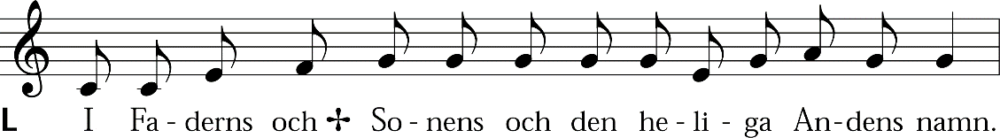 L I Fa - derns och ✢ So - nens och den he - li - ga An - dens namn.